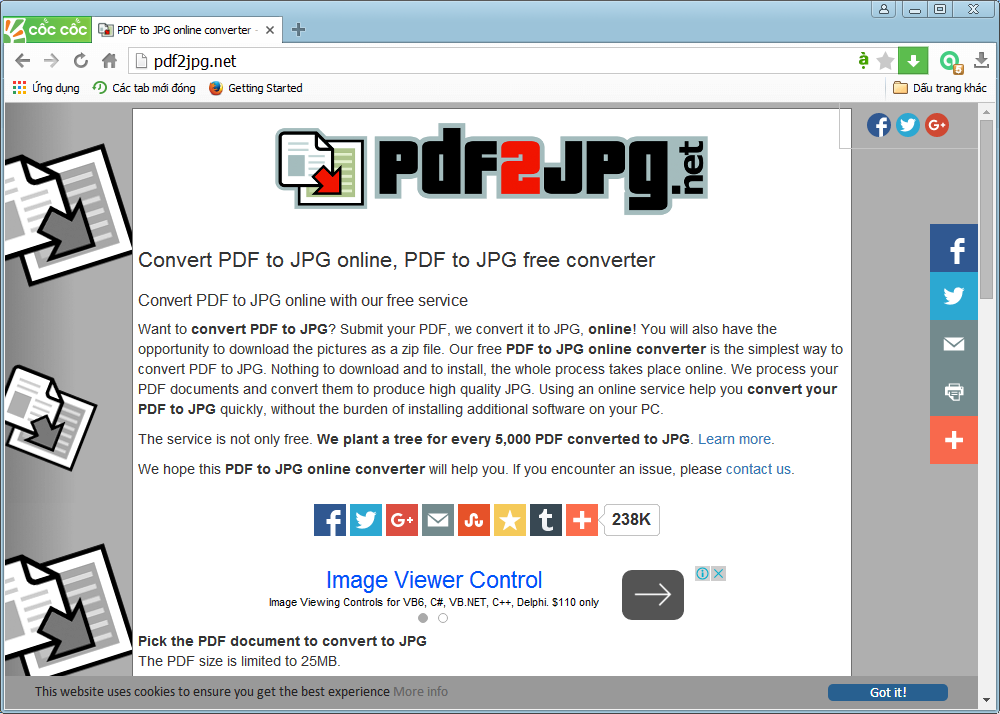 cốc cốc
PDF to JPG online converter -
pdf2jpg.net
à
5
Ứng dụng
Các tab mới đóng
Getting Started
Dấu trang khác
PDF2JPG.net
Convert PDF to JPG online, PDF to JPG free converter
Convert PDF to JPG online with our free service
Want to convert PDF to JPG? Submit your PDF, we convert it to JPG, online! You will also have the
opportunity to download the pictures as a zip file. Our free PDF to JPG online converter is the simplest way to
convert PDF to JPG. Nothing to download and to install, the whole process takes place online. We process your
PDF documents and convert them to produce high quality JPG. Using an online service help you convert your
PDF to JPG quickly, without the burden of installing additional software on your PC.
The service is not only free. We plant a tree for every 5,000 PDF converted to JPG. Learn more.
We hope this PDF to JPG online converter will help you. If you encounter an issue, please contact us.
238K
Image Viewer Control
Image Viewing Controls for VB6, C#, VB.NET, C++, Delphi. $110 only
Pick the PDF document to convert to JPG
The PDF size is limited to 25MB.
This website uses cookies to ensure you get the best experience More info
Got it!